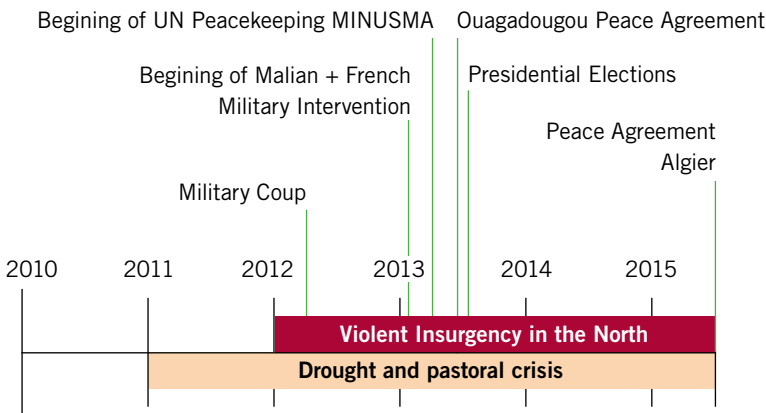 Begining of UN Peacekeeping MINUSMA
Ouagadougou Peace Agreement
Begining of Malian + French
Military Intervention
Presidential Elections
Peace Agreement
Algier
Military Coup
2010 2011 2012 2013 2014 2015
Violent Insurgency in the North
Drought and pastoral crisis